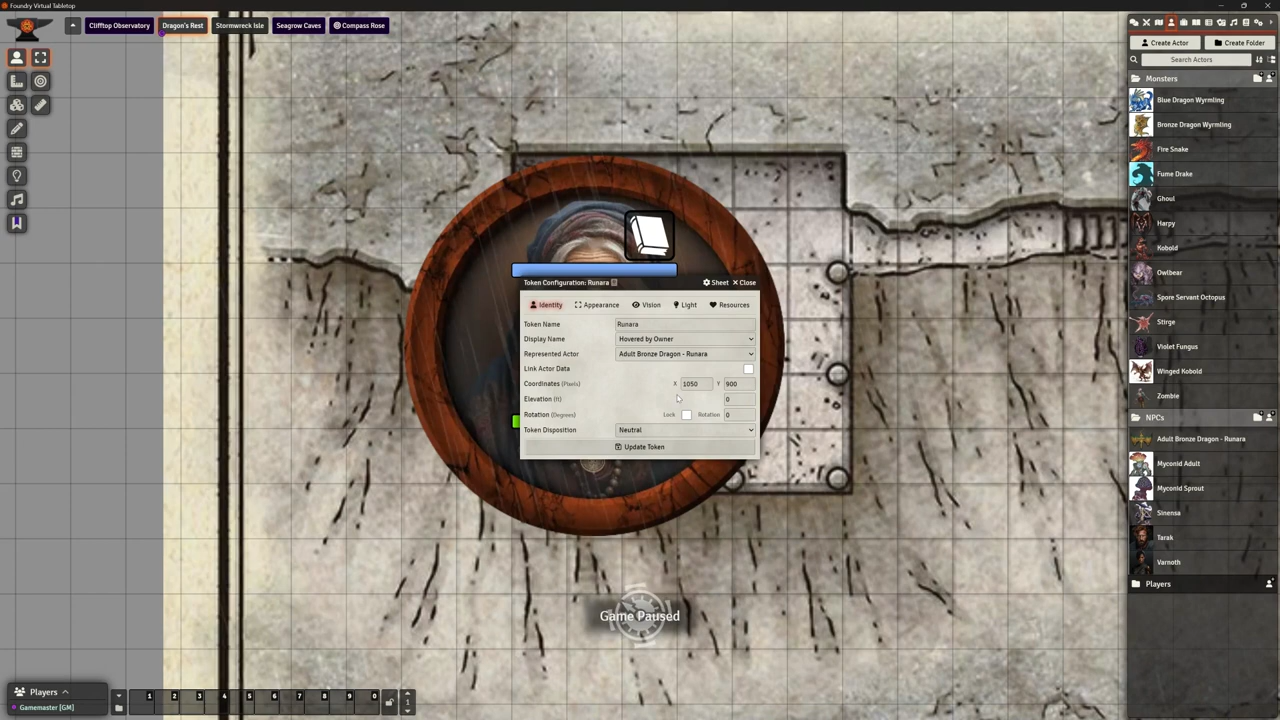 Foundry Virtual Tabletop
Clifftop Observatory
Dragon's Rest
Stormwreck Isle
Seagrow Caves
Compass Rose
Create Actor
Create Folder
Search Actors
Monsters
Blue Dragon Wyrmling
Bronze Dragon Wyrmling
Fire Snake
Fume Drake
Ghoul
Harpy
Kobold
Owlbear
Spore Servant Octopus
Stirge
Violet Fungus
Winged Kobold
Zombie
NPCs
Adult Bronze Dragon - Runara
Myconid Adult
Myconid Sprout
Sinensa
Tarak
Varnoth
Players
Token Configuration: Runara
Sheet
Close
Identity
Appearance
Vision
Light
Resources
Token Name
Runara
Display Name
Hovered by Owner
Represented Actor
Adult Bronze Dragon - Runara
Link Actor Data
Coordinates (Pixels)
X
1050
Y
900
Elevation (ft)
0
Rotation (Degrees)
Lock
Rotation
0
Token Disposition
Neutral
Update Token
Game Paused
Players
Gamemaster [GM]
1
2
3
4
5
6
7
8
9
0
1